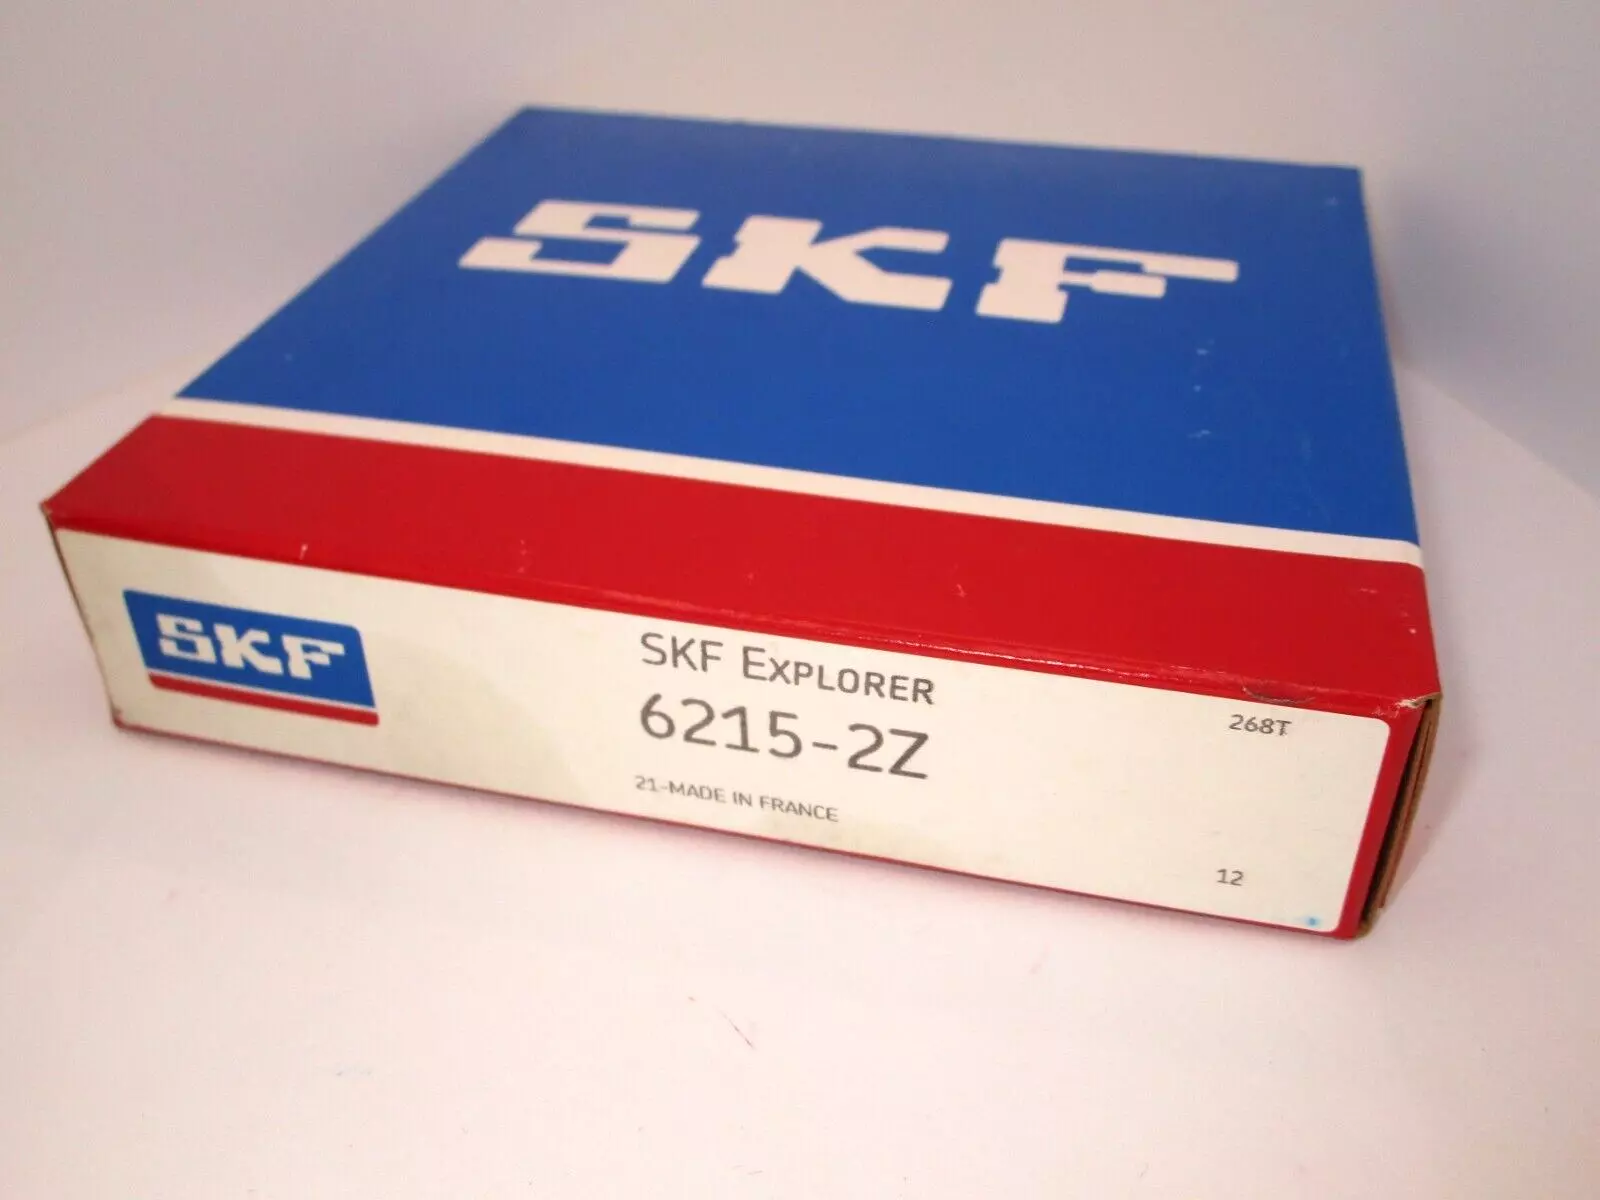 SKF
SKF
SKF EXPLORER
6215-2Z
21-MADE IN FRANCE
268T
12